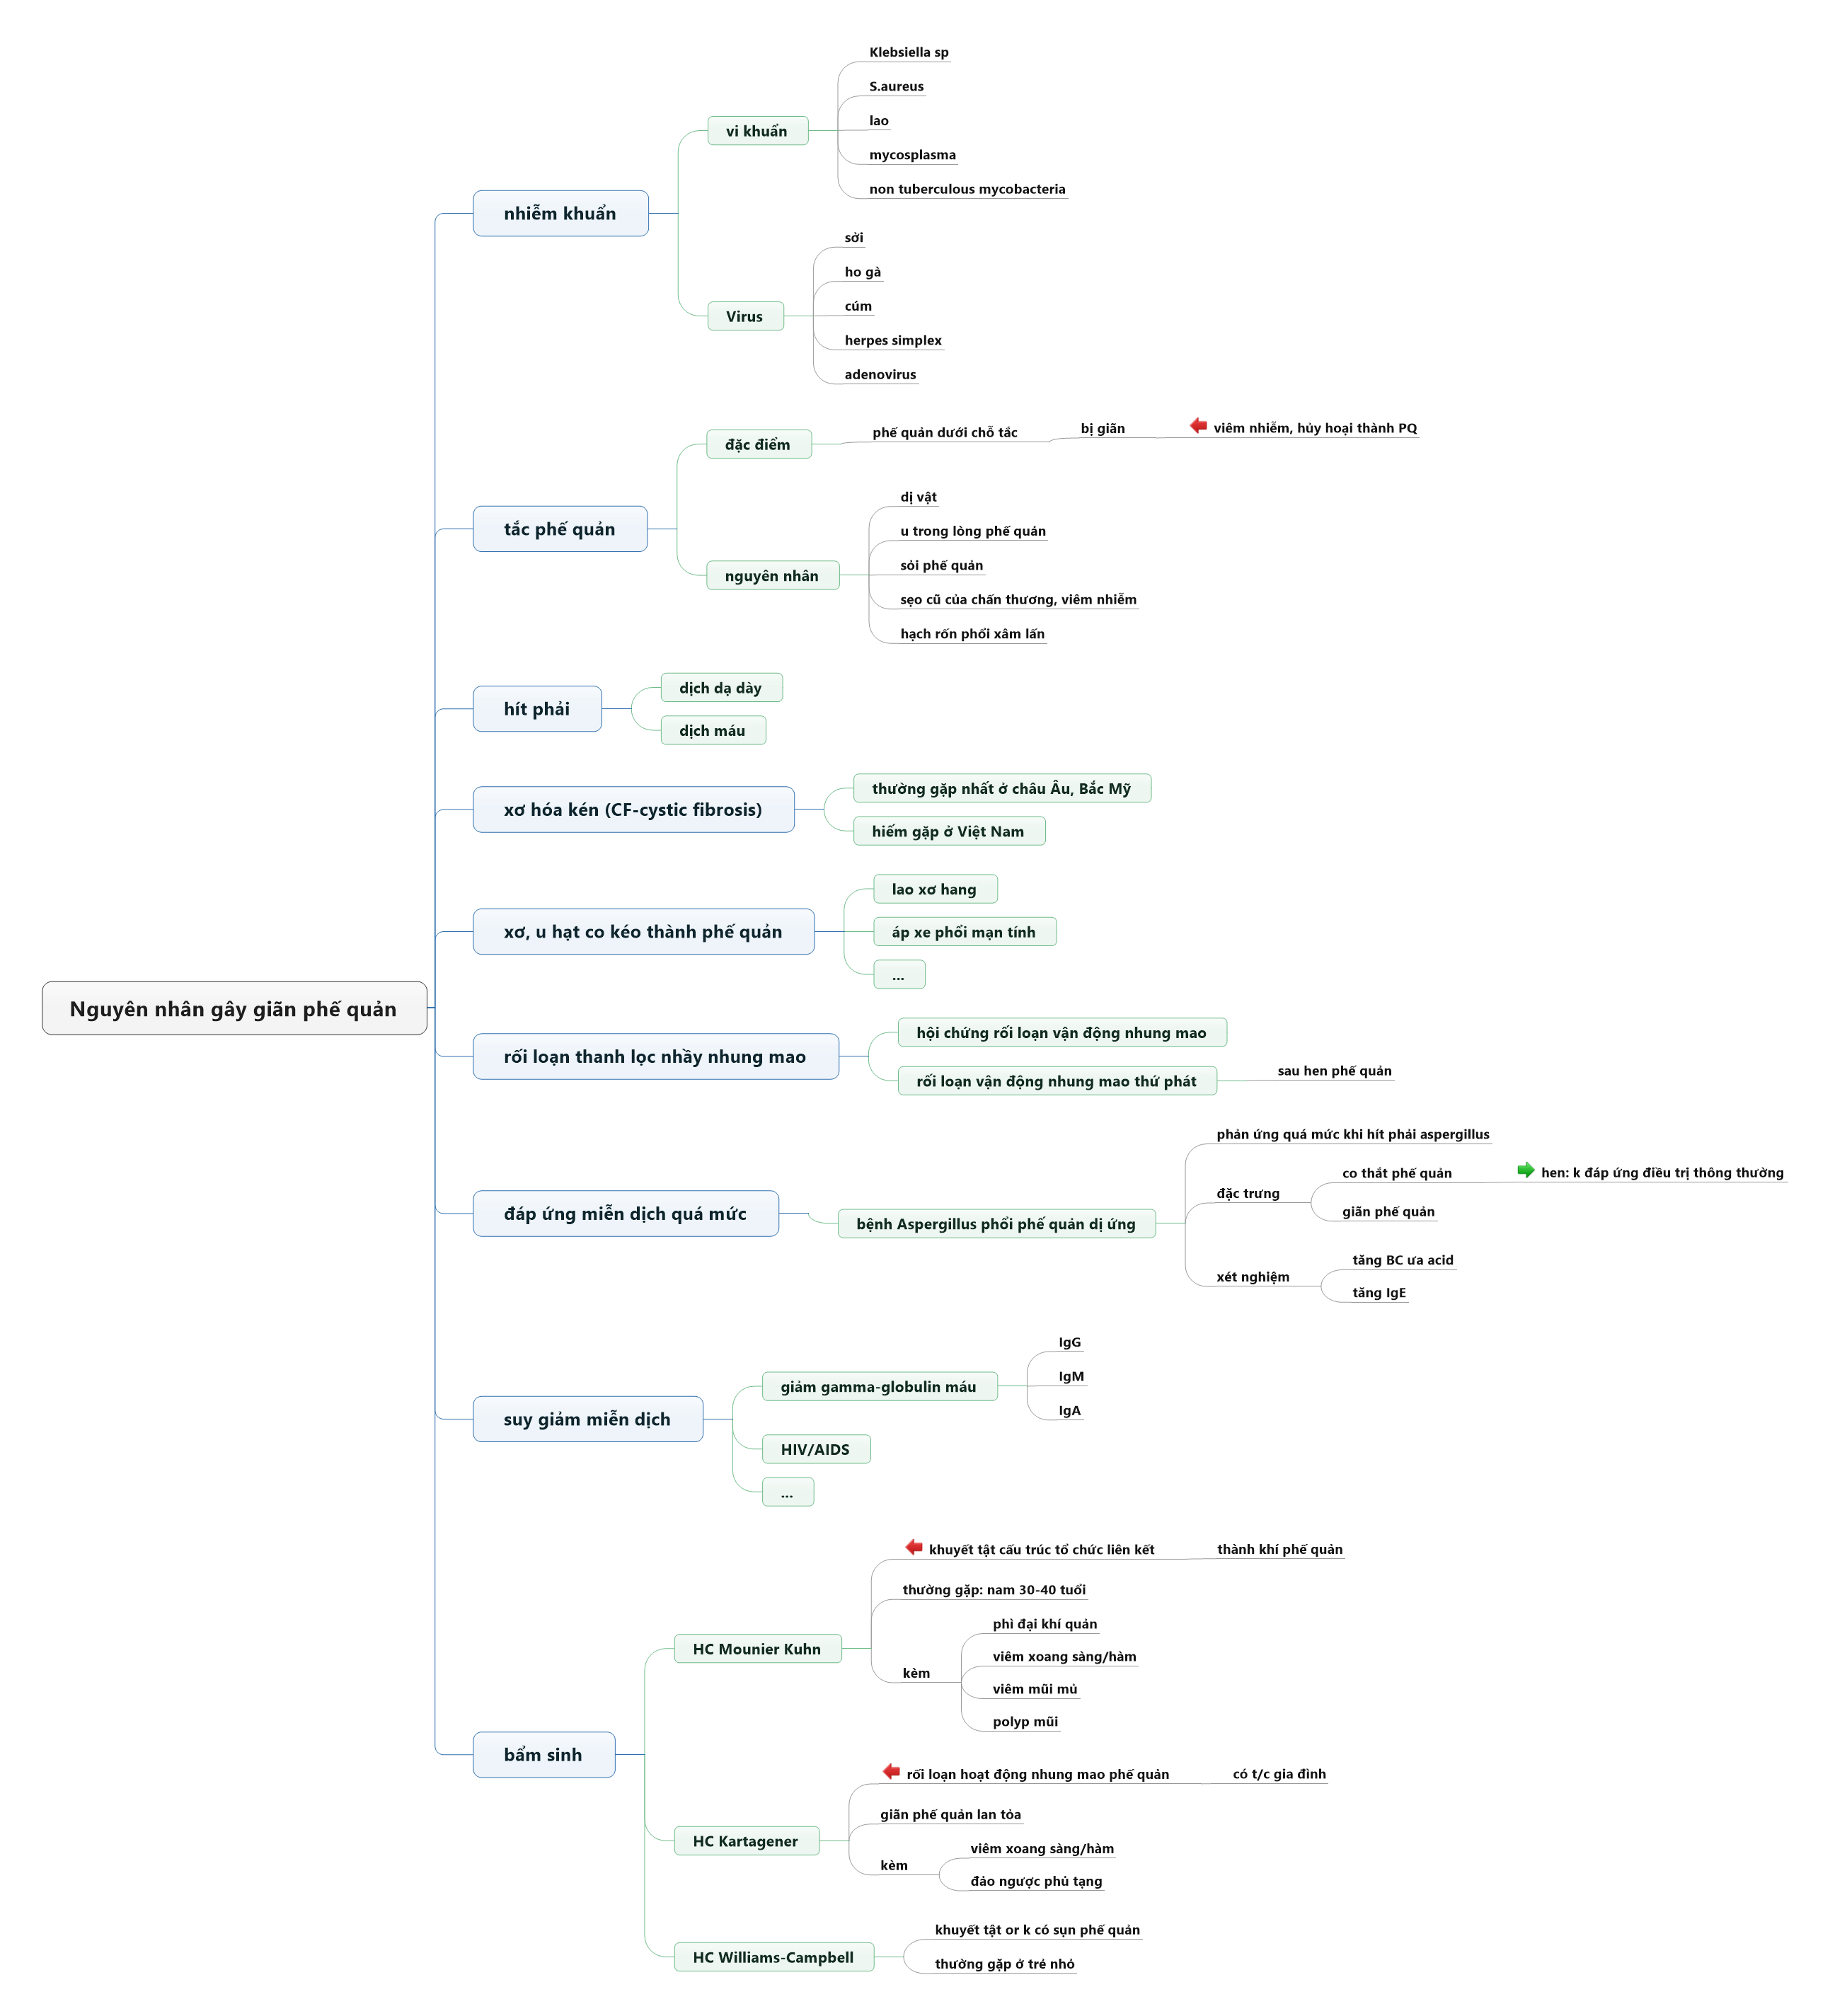 Nguyên nhân gây giãn phế quản
nhiễm khuẩn
vi khuẩn
Klebsiella sp
S.aureus
lao
mycosplasma
non tuberculous mycobacteria
Virus
sởi
ho gà
cúm
herpes simplex
adenovirus
tắc phế quản
đặc điểm
phế quản dưới chỗ tắc
bị giãn
viêm nhiễm, hủy hoại thành PQ
nguyên nhân
dị vật
u trong lòng phế quản
sỏi phế quản
sẹo cũ của chấn thương, viêm nhiễm
hạch rốn phổi xâm lấn
hít phải
dịch dạ dày
dịch máu
xơ hóa kén (CF-cystic fibrosis)
thường gặp nhất ở châu Âu, Bắc Mỹ
hiếm gặp ở Việt Nam
xơ, u hạt co kéo thành phế quản
lao xơ hang
áp xe phổi mạn tính
...
rối loạn thanh lọc nhầy nhung mao
hội chứng rối loạn vận động nhung mao
rối loạn vận động nhung mao thứ phát
sau hen phế quản
đáp ứng miễn dịch quá mức
bệnh Aspergillus phổi phế quản dị ứng
phản ứng quá mức khi hít phải aspergillus
đặc trưng
co thắt phế quản
hen: k đáp ứng điều trị thông thường
giãn phế quản
xét nghiệm
tăng BC ưa acid
tăng IgE
suy giảm miễn dịch
giảm gamma-globulin máu
IgG
IgM
IgA
HIV/AIDS
...
bẩm sinh
HC Mounier Kuhn
khuyết tật cấu trúc tổ chức liên kết
thành khí phế quản
thường gặp: nam 30-40 tuổi
kèm
phì đại khí quản
viêm xoang sàng/hàm
viêm mũi mủ
polyp mũi
HC Kartagener
rối loạn hoạt động nhung mao phế quản
có t/c gia đình
giãn phế quản lan tỏa
kèm
viêm xoang sàng/hàm
đảo ngược phủ tạng
HC Williams-Campbell
khuyết tật or k có sụn phế quản
thường gặp ở trẻ nhỏ